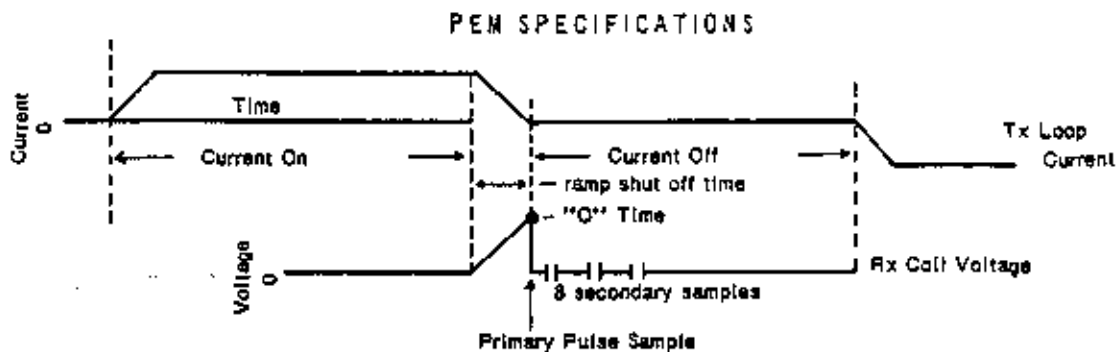 PEM SPECIFICATIONS
Current
0
Time
Tx Loop
Current
Current On
Current Off
ramp shut off time
"O" Time
Voltage
0
Rx Coil Voltage
8 secondary samples
Primary Pulse Sample